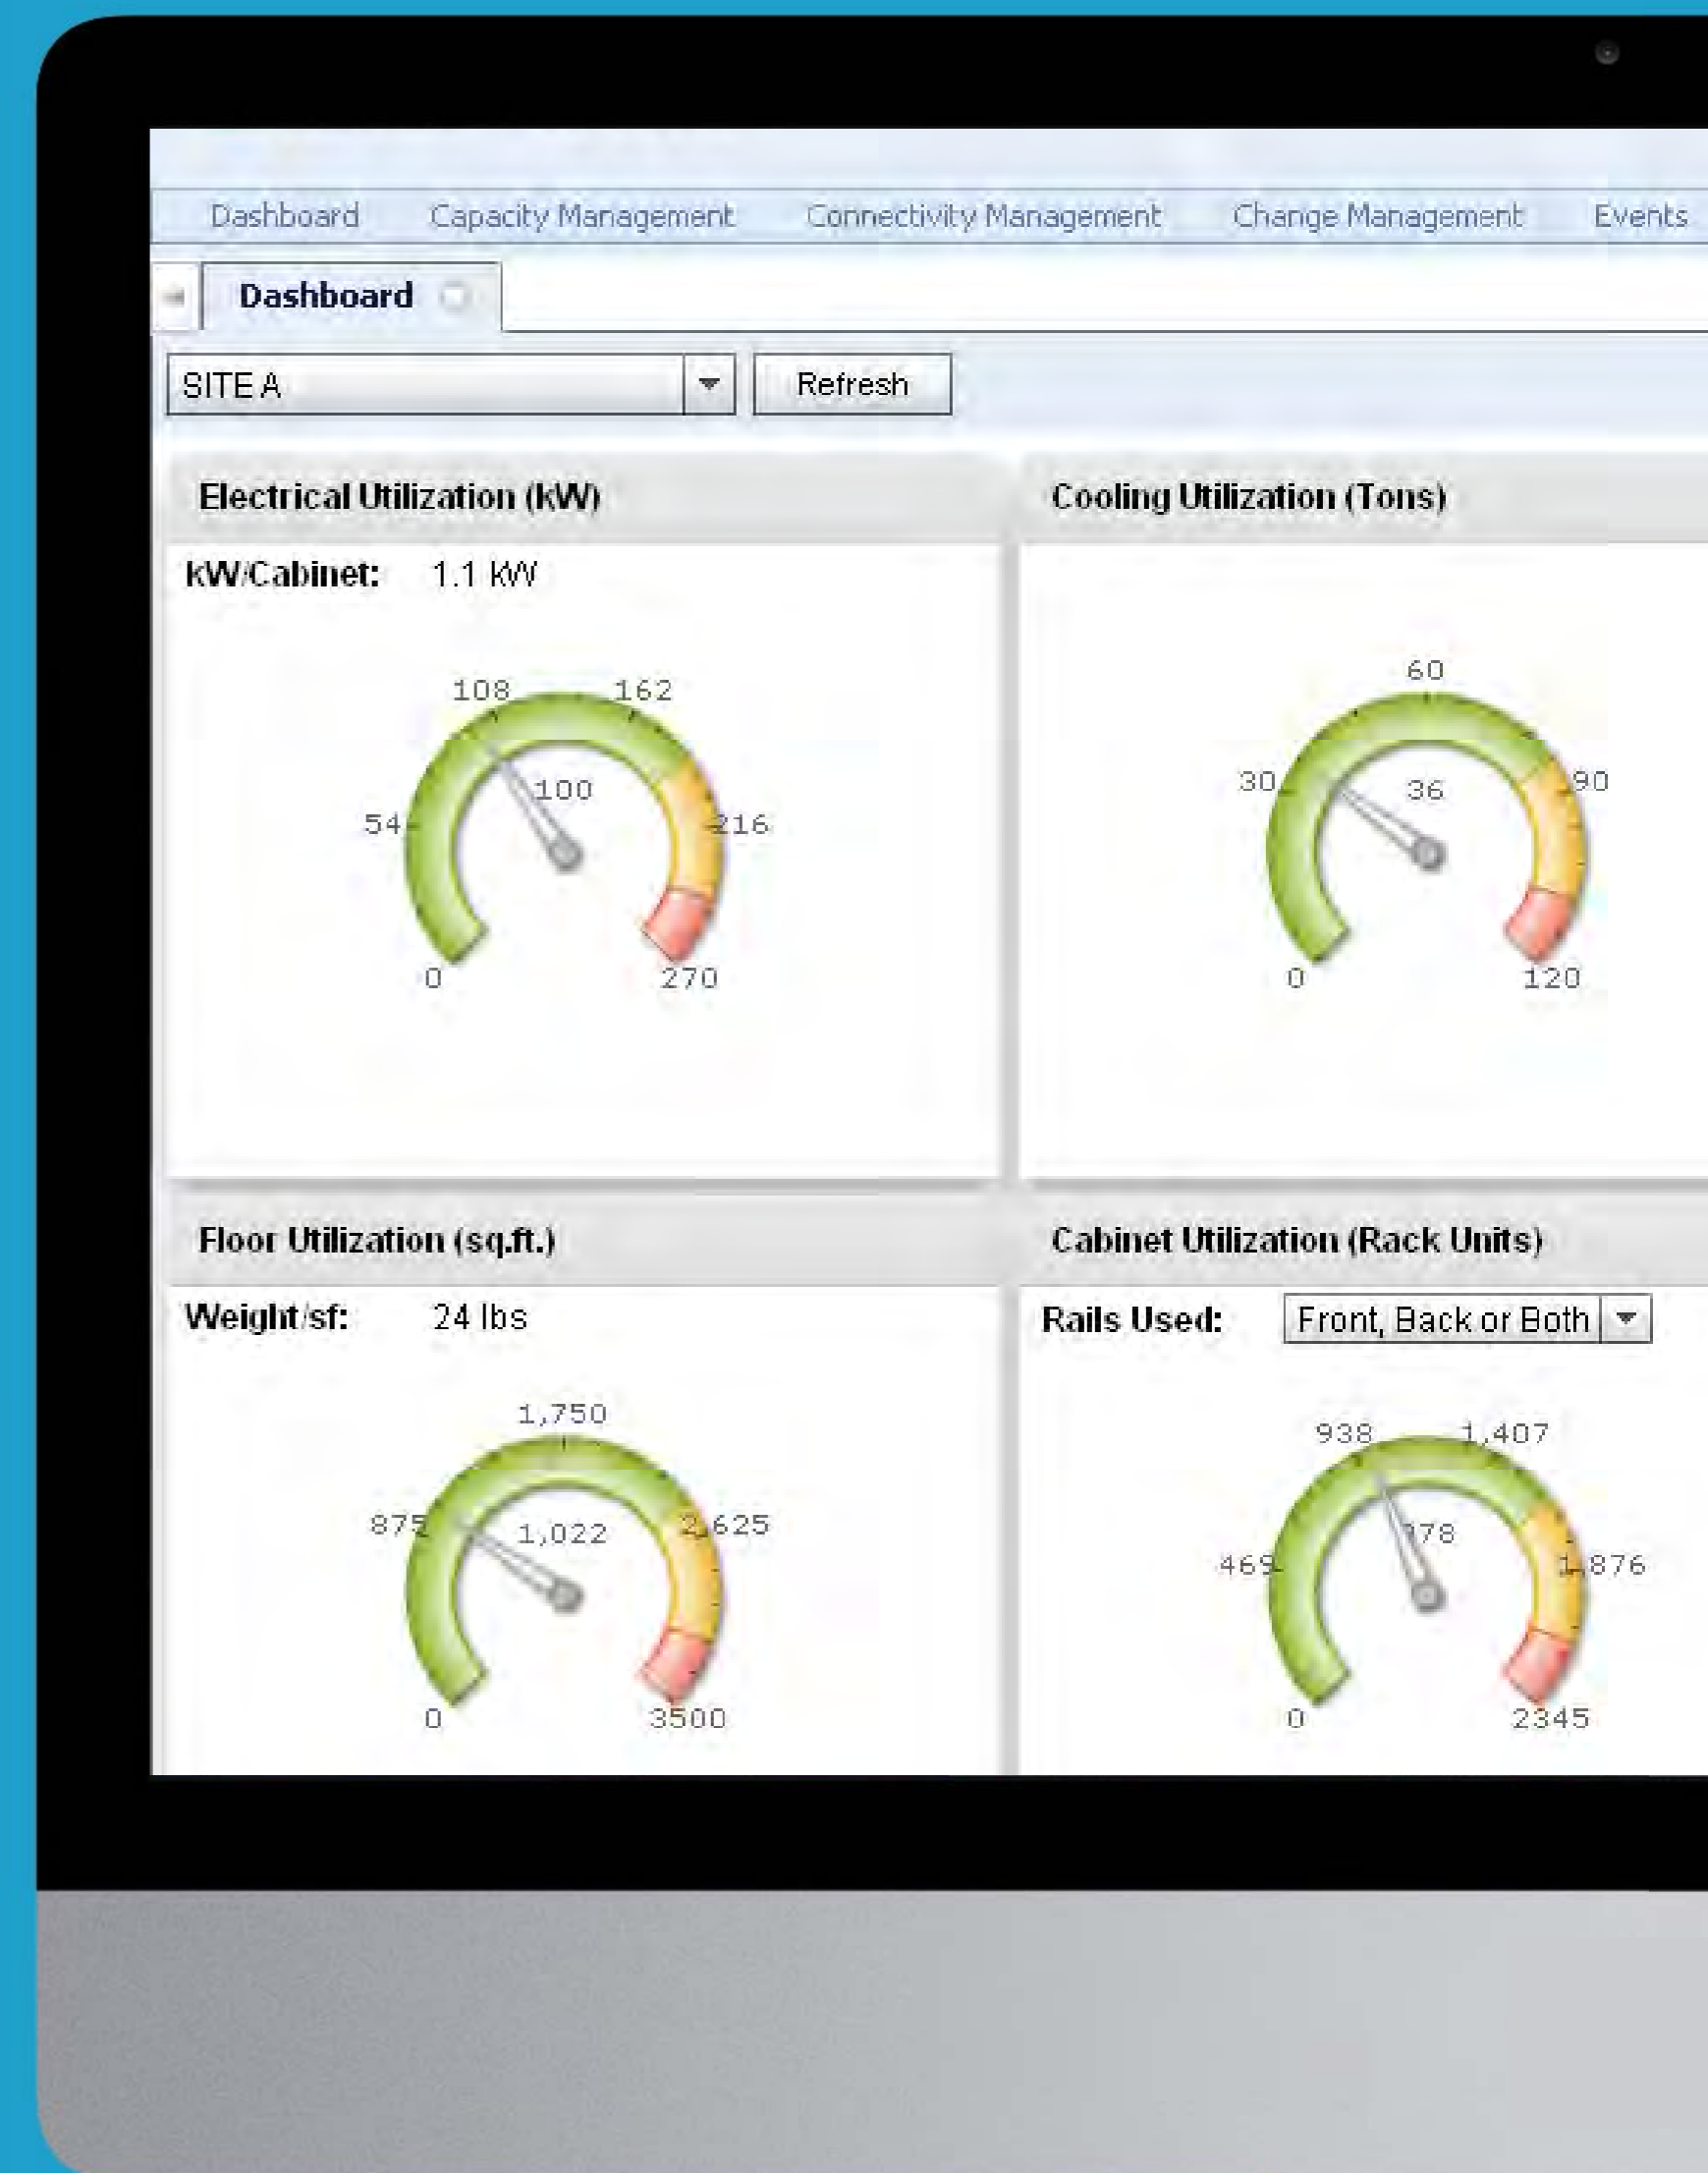 Dashboard Capacity Management Connectivity Management Change Management Events
Dashboard
SITE A Refresh
Electrical Utilization (kW) Cooling Utilization (Tons)
kW/Cabinet: 1.1 kW
60
108 162
30 36 90
100
54 216
0 270 0 120
Floor Utilization (sq.ft.) Cabinet Utilization (Rack Units)
Weight/sf: 24 lbs Rails Used: Front, Back or Both
1,750
938 1,407
875 1,022 2,625
469 1,876
0 3500 0 2345